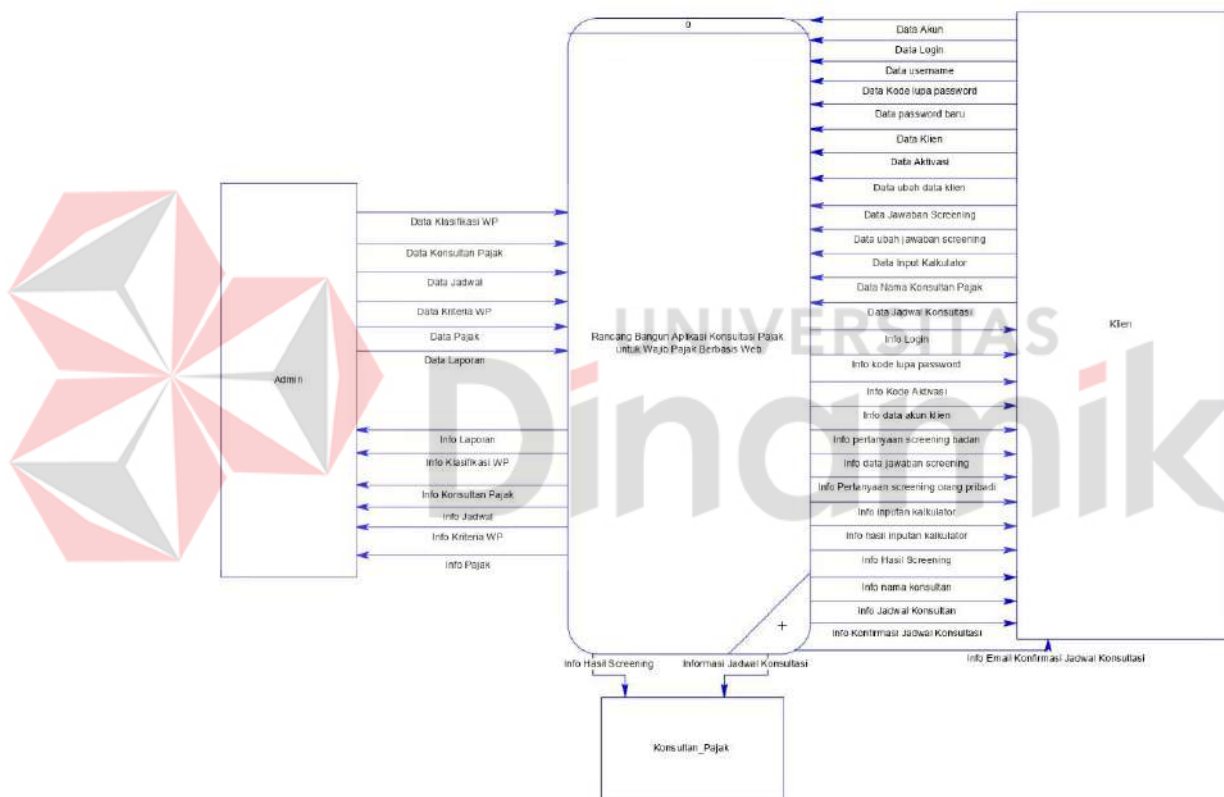 0
Data Akun
Data Login
Data username
Data Kode lupa password
Data password baru
Data Klien
Data Aktivasi
Data ubah data klien
Data Jawaban Screening
Data ubah jawaban screening
Data Input Kalkulator
Data Nama Konsultan Pajak
Data Jadwal Konsultasi
Info Login
Info kode lupa password
Info Kode Aktivasi
Info data akun klien
Info pertanyaan screening badan
Info data jawaban screening
Info Pertanyaan screening orang pribadi
Info inputan kalkulator
Info hasil inputan kalkulator
Info Hasil Screening
Info nama konsultan
Info Jadwal Konsultan
Info Konfirmasi Jadwal Konsultasi
Info Email Konfirmasi Jadwal Konsultasi
Klien
Data Klasifikasi WP
Data Konsultan Pajak
Data Jadwal
Data Kriteria WP
Data Pajak
Data Laporan
Admin
Info Laporan
Info Klasifikasi WP
Info Konsultan Pajak
Info Jadwal
Info Kriteria WP
Info Pajak
Rancang Bangun Aplikasi Konsultasi Pajak
untuk Wajib Pajak Berbasis Web
+
Info Hasil Screening
Informasi Jadwal Konsultasi
Konsultan_Pajak
UNIVERSITAS
Dinamika